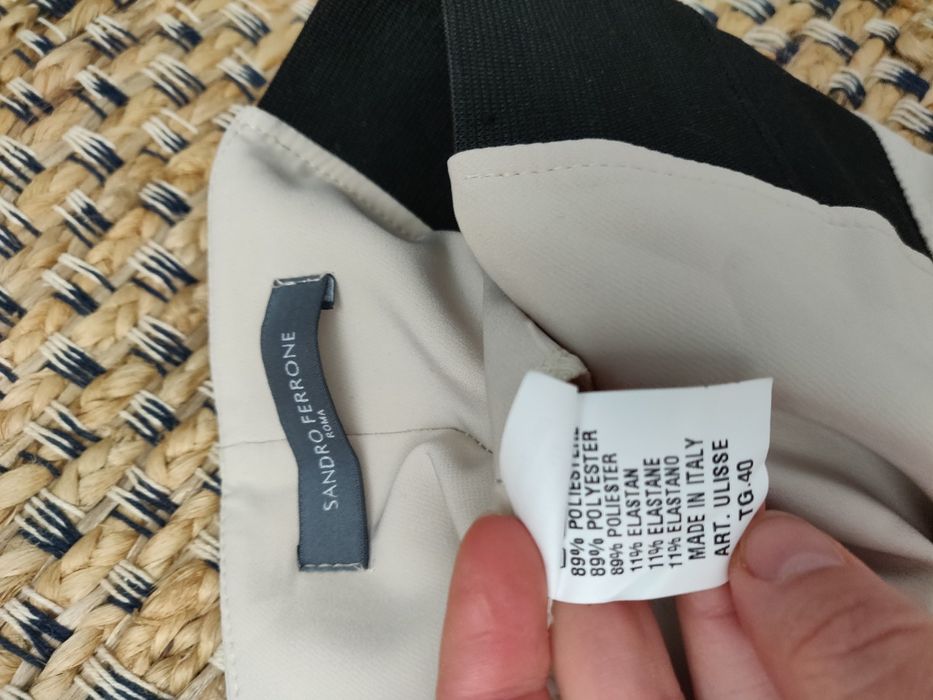 SANDRO FERRONE
ROMA
89% POLIESTERE
89% POLYESTER
89% POLIESTER
11% ELASTAN
11% ELASTANE
11% ELASTANO
MADE IN ITALY
ART. ULISSE
TG.40